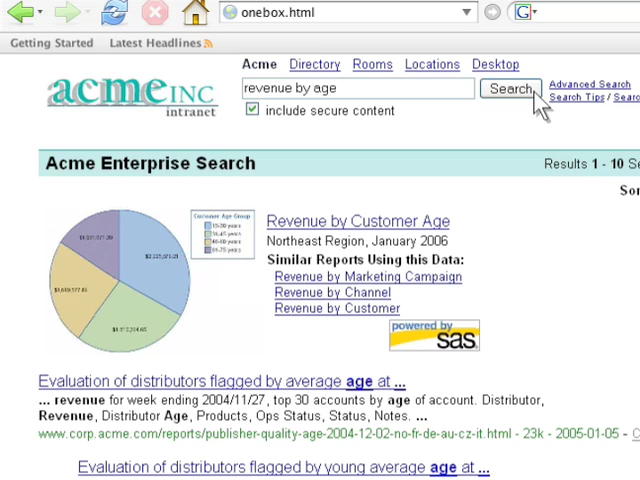 onebox.html
G
Getting Started Latest Headlines
Acme Directory Rooms Locations Desktop
acme INC
intranet
revenue by age
Search
Advanced Search
Search Tips /
include secure content
Acme Enterprise Search
Results 1 - 10
Customer Age Group
Revenue by Customer Age
Northeast Region, January 2006
Similar Reports Using this Data:
Revenue by Marketing Campaign
Revenue by Channel
Revenue by Customer
powered by
sas
Evaluation of distributors flagged by average age at ...
... revenue for week ending 2004/11/27, top 30 accounts by age of account. Distributor,
Revenue, Distributor Age, Products, Ops Status, Status, Notes. ...
www.corp.acme.com/reports/publisher-quality-age-2004-12-02-no-fr-de-au-cz-it.html - 23k - 2005-01-05 -
Evaluation of distributors flagged by young average age at ...